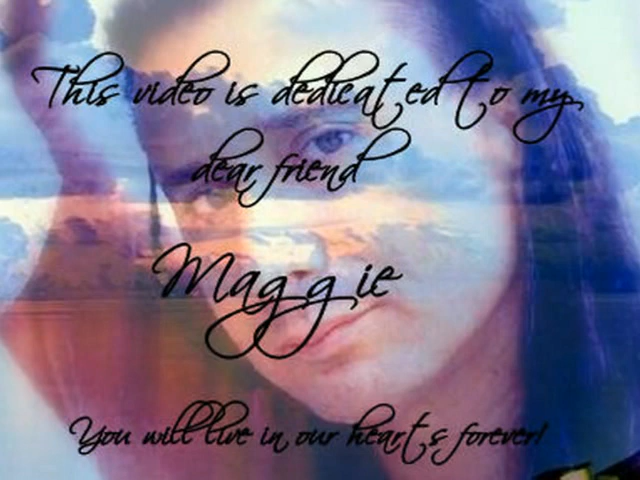 This video is dedicated to my
dear friend
Maggie
You will live in our hearts forever!